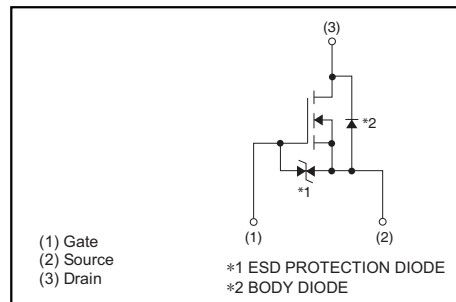 (3)
*2
*1
(1)
(2)
(1) Gate
(2) Source
(3) Drain
*1 ESD PROTECTION DIODE
*2 BODY DIODE